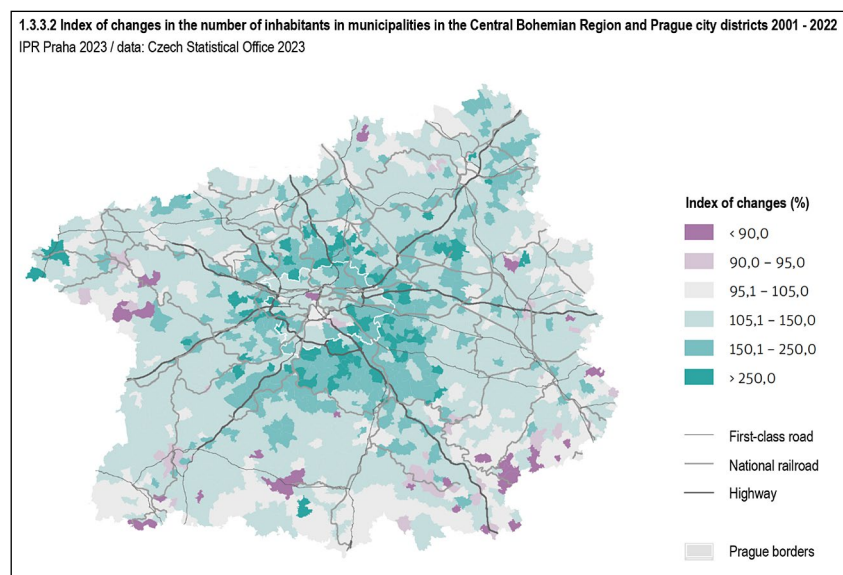 1.3.3.2 Index of changes in the number of inhabitants in municipalities in the Central Bohemian Region and Prague city districts 2001 - 2022
IPR Praha 2023 / data: Czech Statistical Office 2023
Index of changes (%)
< 90,0
90,0 – 95,0
95,1 – 105,0
105,1 – 150,0
150,1 – 250,0
> 250,0
First-class road
National railroad
Highway
Prague borders